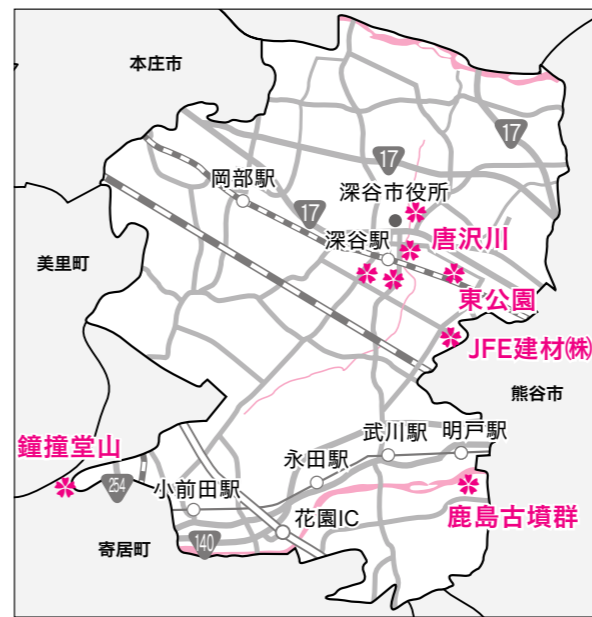 本庄市
17
17
岡部駅
17
深谷市役所
唐沢川
深谷駅
美里町
東公園
JFE建材㈱
熊谷市
鐘撞堂山
武川駅
明戸駅
永田駅
254
小前田駅
鹿島古墳群
花園IC
寄居町
140